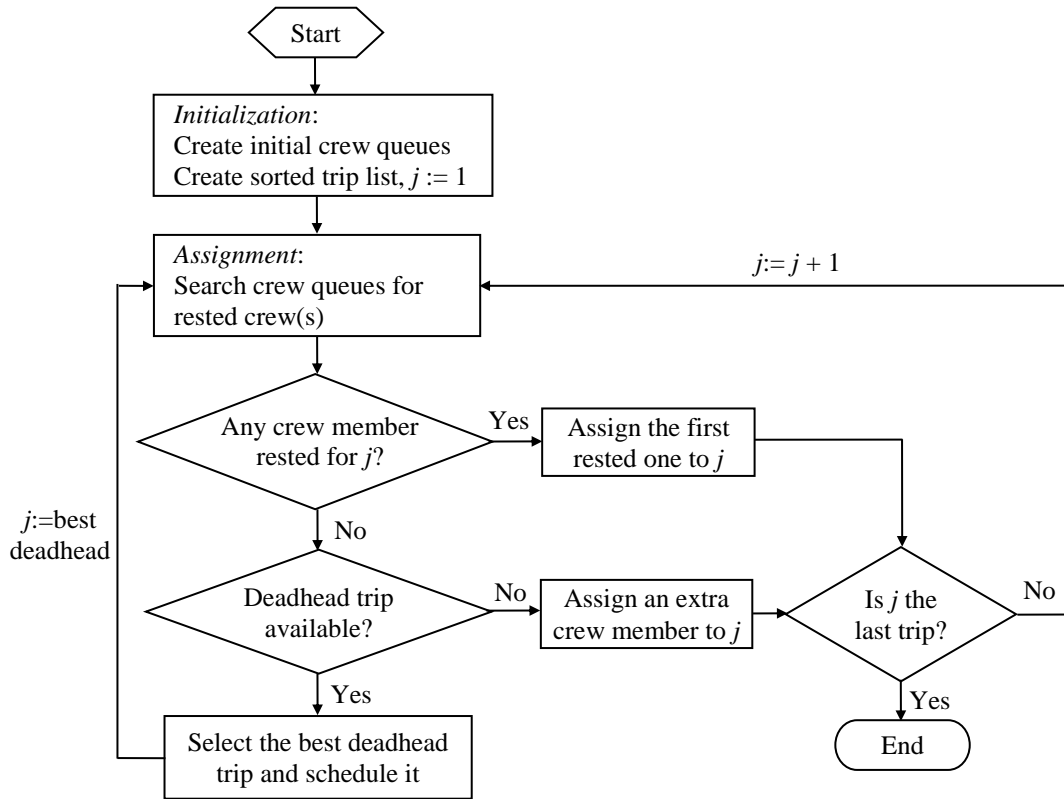 Start
Initialization:
Create initial crew queues
Create sorted trip list, j := 1
Assignment:
Search crew queues for
rested crew(s)
j:= j + 1
Any crew member
rested for j?
Yes
Assign the first
rested one to j
No
j:=best
deadhead
Deadhead trip
available?
No
Assign an extra
crew member to j
Is j the
last trip?
No
Yes
Yes
Select the best deadhead
trip and schedule it
End